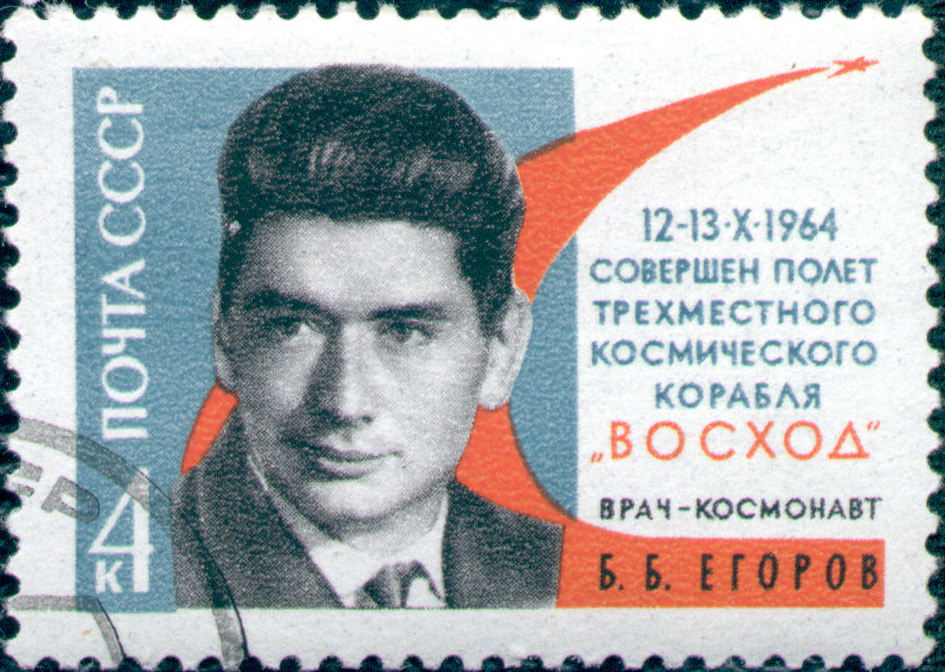 ПОЧТА СССР
4
к
12-13·X·1964
СОВЕРШЕН ПОЛЕТ
ТРЕХМЕСТНОГО
КОСМИЧЕСКОГО
КОРАБЛЯ
„ВОСХОД“
ВРАЧ-КОСМОНАВТ
Б. Б. ЕГОРОВ